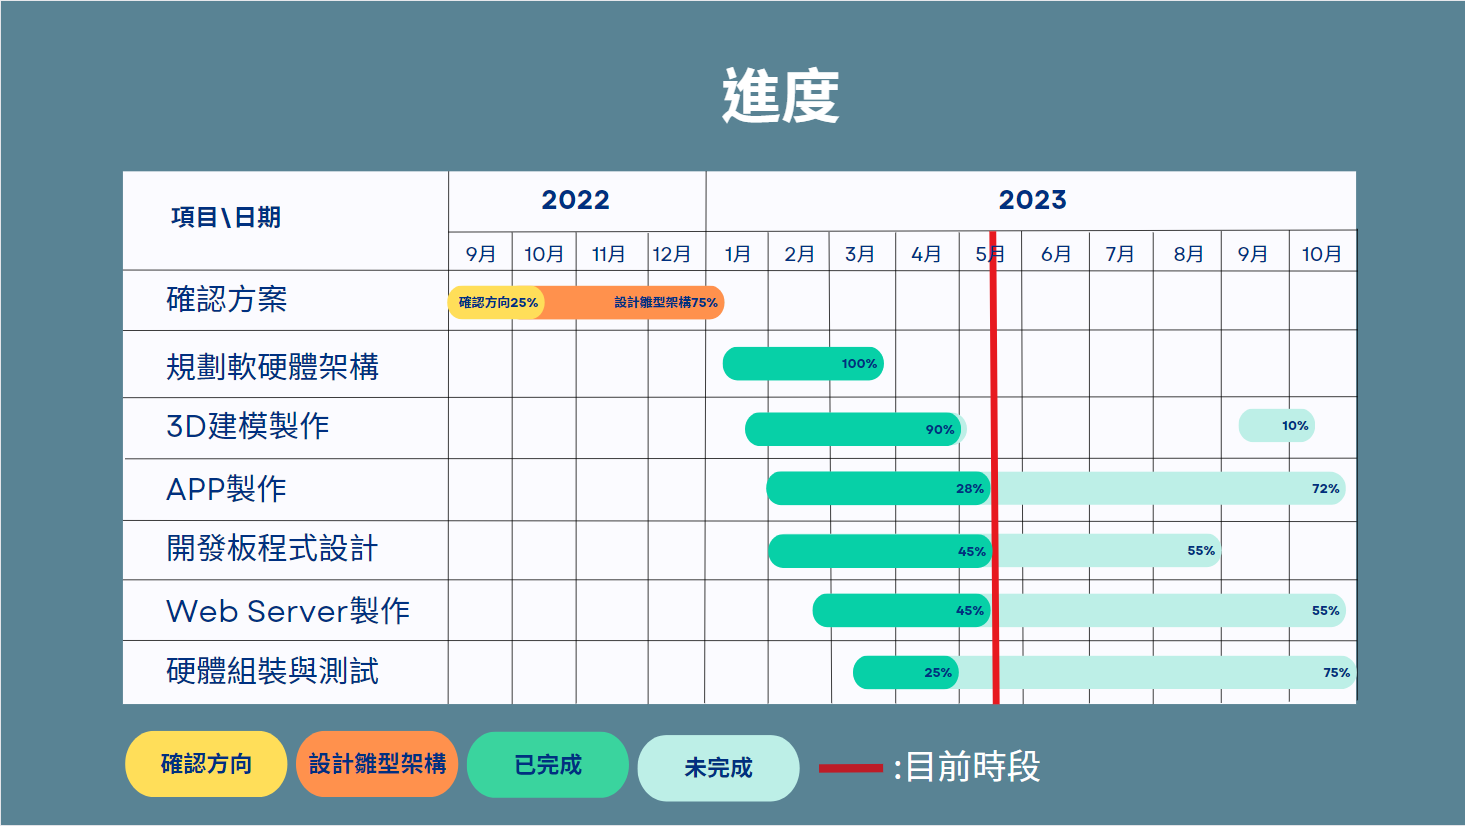 進度
項目\日期
2022
2023
9月 10月 11月 12月 1月 2月 3月 4月 5月 6月 7月 8月 9月 10月
確認方案
確認方向25% 設計雛型架構75%
規劃軟硬體架構
100%
3D建模製作
90% 10%
APP製作
28% 72%
開發板程式設計
45% 55%
Web Server製作
45% 55%
硬體組裝與測試
25% 75%
確認方向 設計雛型架構 已完成 未完成 :目前時段